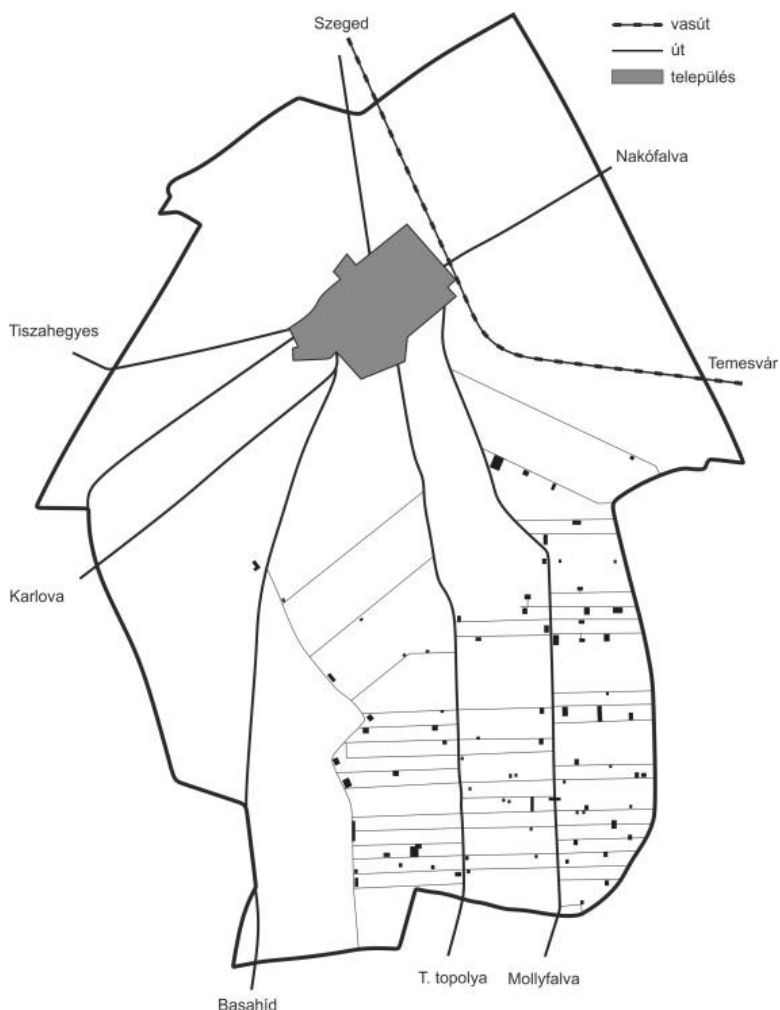 Szeged
vasút
út
település
Nakófalva
Tiszahegyes
Temesvár
Karlova
T. topolya
Mollyfalva
Basahíd